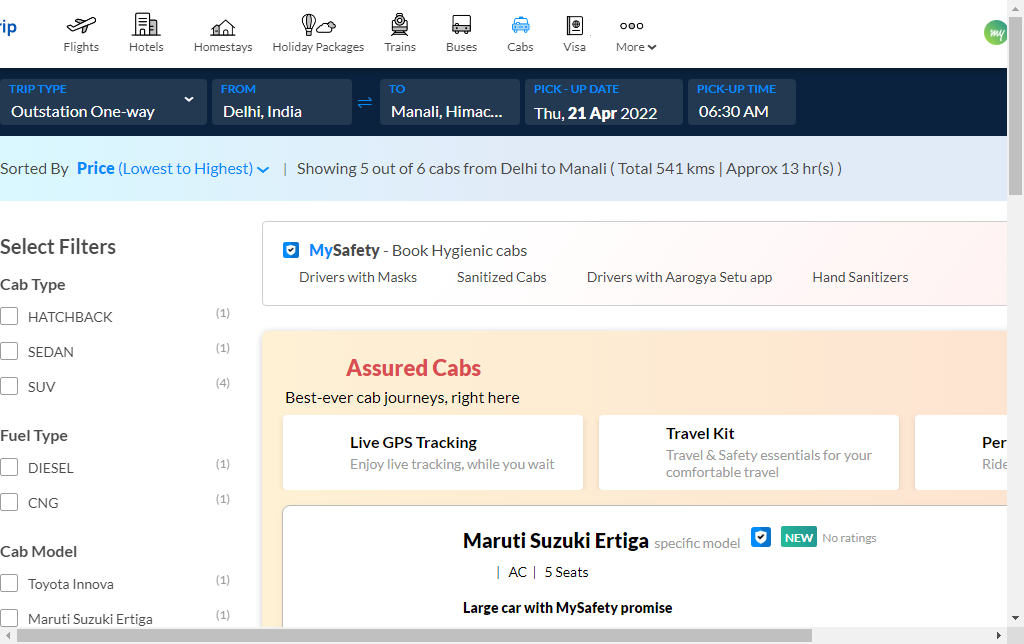 rip
Flights
Hotels
Homestays
Holiday Packages
Trains
Buses
Cabs
Visa
More
my
TRIP TYPE
Outstation One-way
FROM
Delhi, India
TO
Manali, Himac...
PICK - UP DATE
Thu, 21 Apr 2022
PICK-UP TIME
06:30 AM
Sorted By Price (Lowest to Highest) | Showing 5 out of 6 cabs from Delhi to Manali ( Total 541 kms | Approx 13 hr(s) )
Select Filters
Cab Type
HATCHBACK (1)
SEDAN (1)
SUV (4)
Fuel Type
DIESEL (1)
CNG (1)
Cab Model
Toyota Innova (1)
Maruti Suzuki Ertiga (1)
MySafety - Book Hygienic cabs
Drivers with Masks Sanitized Cabs Drivers with Aarogya Setu app Hand Sanitizers
Assured Cabs
Best-ever cab journeys, right here
Live GPS Tracking
Enjoy live tracking, while you wait
Travel Kit
Travel & Safety essentials for your
comfortable travel
Per
Ride
Maruti Suzuki Ertiga specific model NEW No ratings
| AC | 5 Seats
Large car with MySafety promise